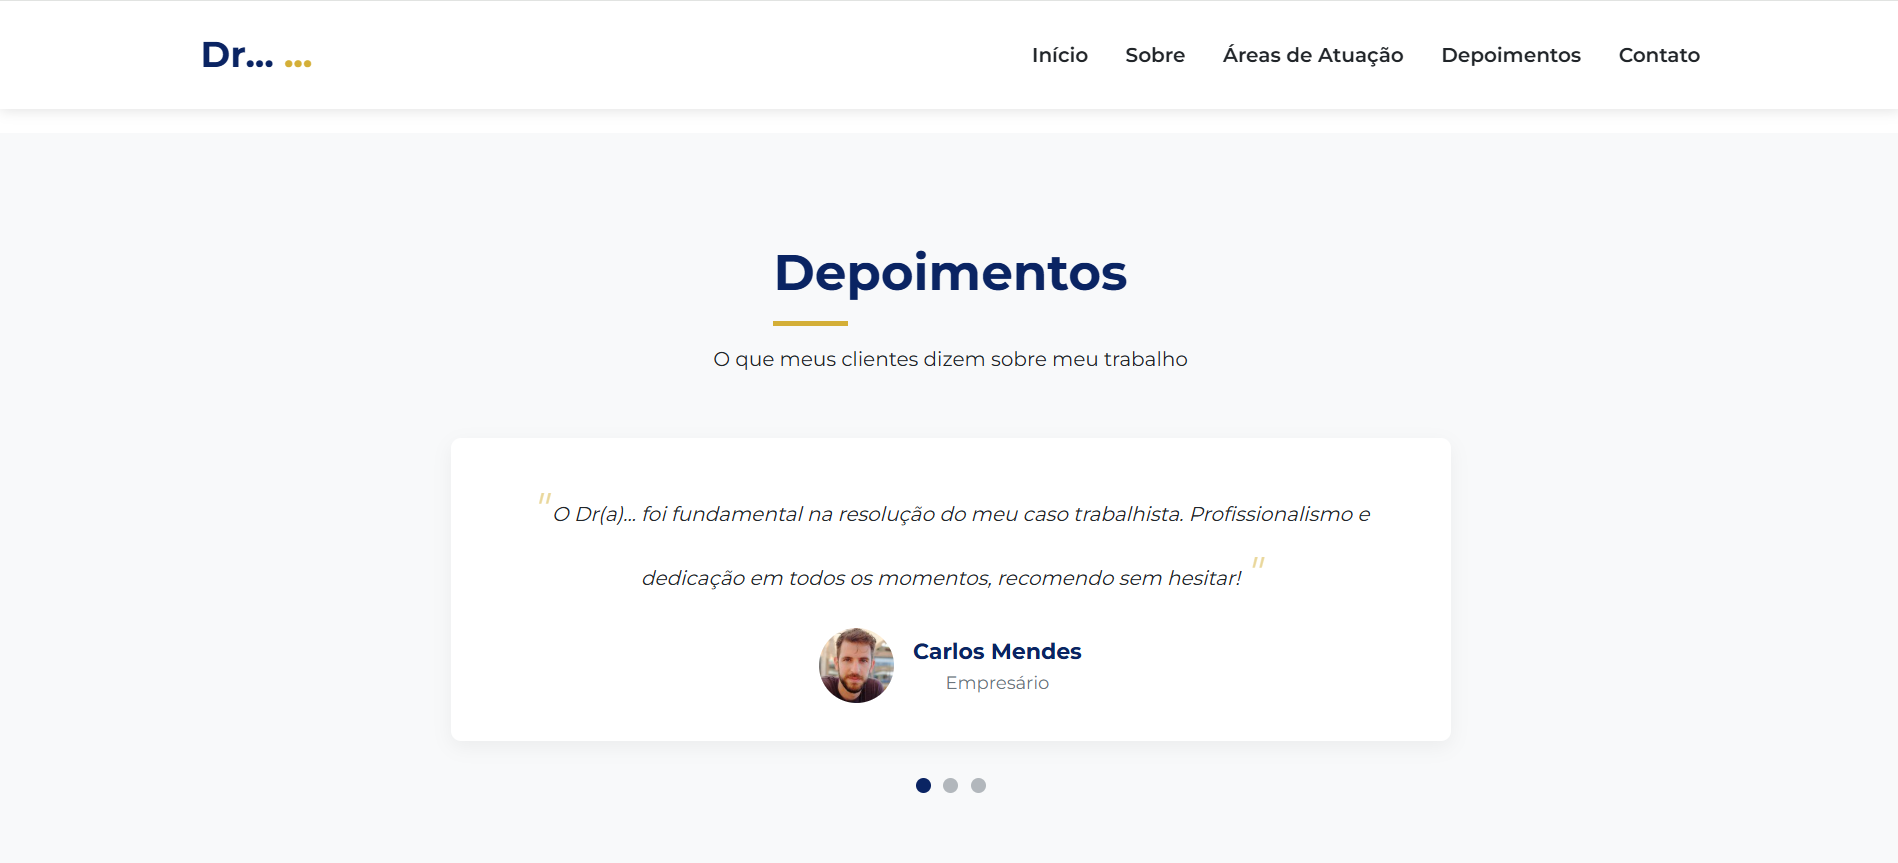 Dr... ...
Início Sobre Áreas de Atuação Depoimentos Contato
Depoimentos
O que meus clientes dizem sobre meu trabalho
"O Dr(a)... foi fundamental na resolução do meu caso trabalhista. Profissionalismo e
dedicação em todos os momentos, recomendo sem hesitar! "
Carlos Mendes
Empresário